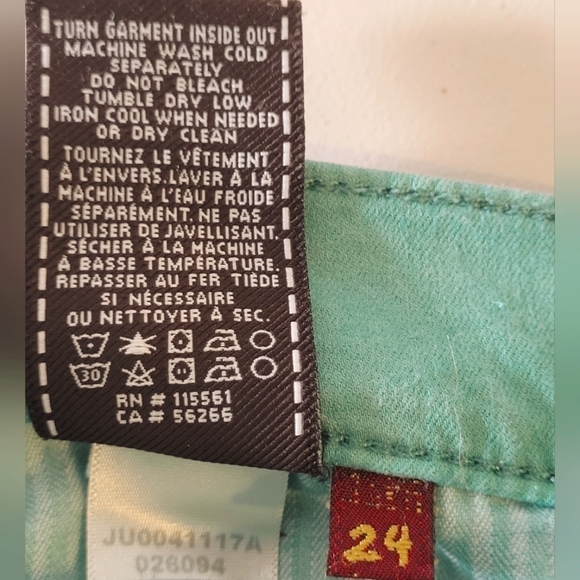 TURN GARMENT INSIDE OUT
MACHINE WASH COLD
SEPARATELY
DO NOT BLEACH
TUMBLE DRY LOW
IRON COOL WHEN NEEDED
OR DRY CLEAN
TOURNEZ LE VÊTEMENT
À L'ENVERS. LAVER À LA
MACHINE À L'EAU FROIDE
SÉPARÉMENT. NE PAS
UTILISER DE JAVELLISANT.
SÉCHER À LA MACHINE
À BASSE TEMPÉRATURE.
REPASSER AU FER TIÈDE
SI NÉCESSAIRE
OU NETTOYER À SEC.
30
RN # 115561
CA # 56266
JU0041117A
026094
24